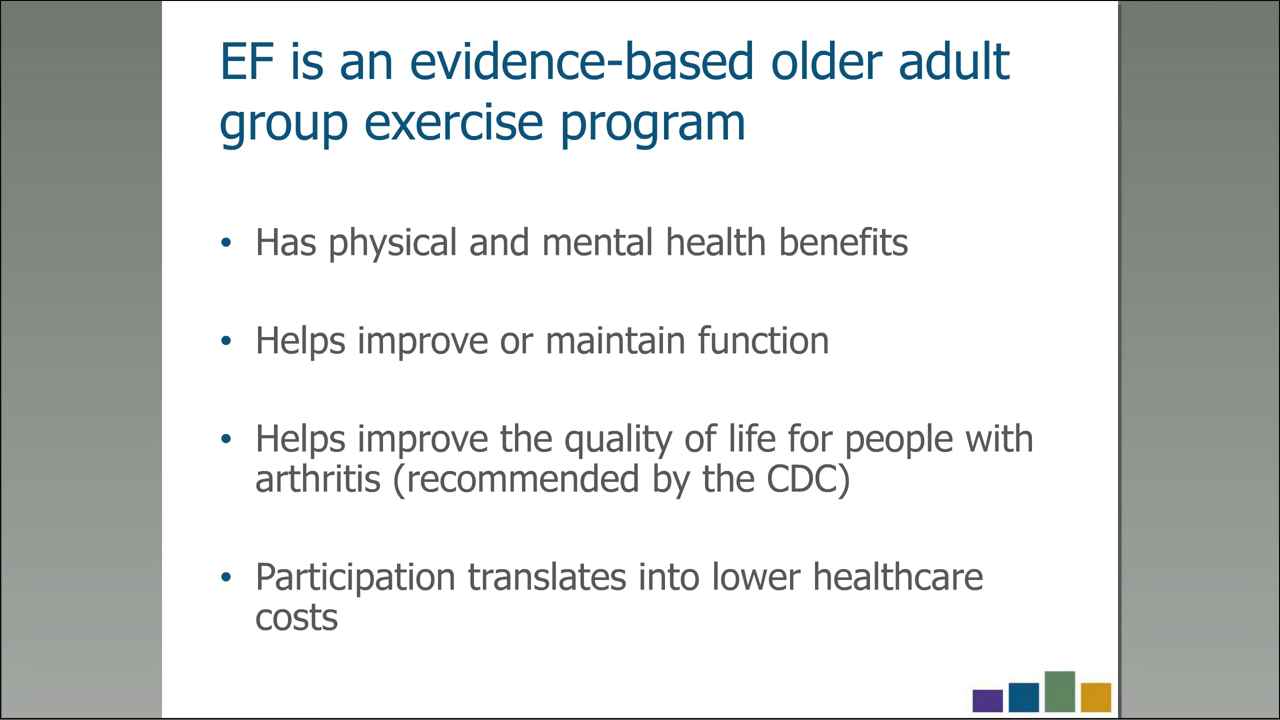 EF is an evidence-based older adult
group exercise program
• Has physical and mental health benefits
• Helps improve or maintain function
• Helps improve the quality of life for people with
arthritis (recommended by the CDC)
• Participation translates into lower healthcare
costs